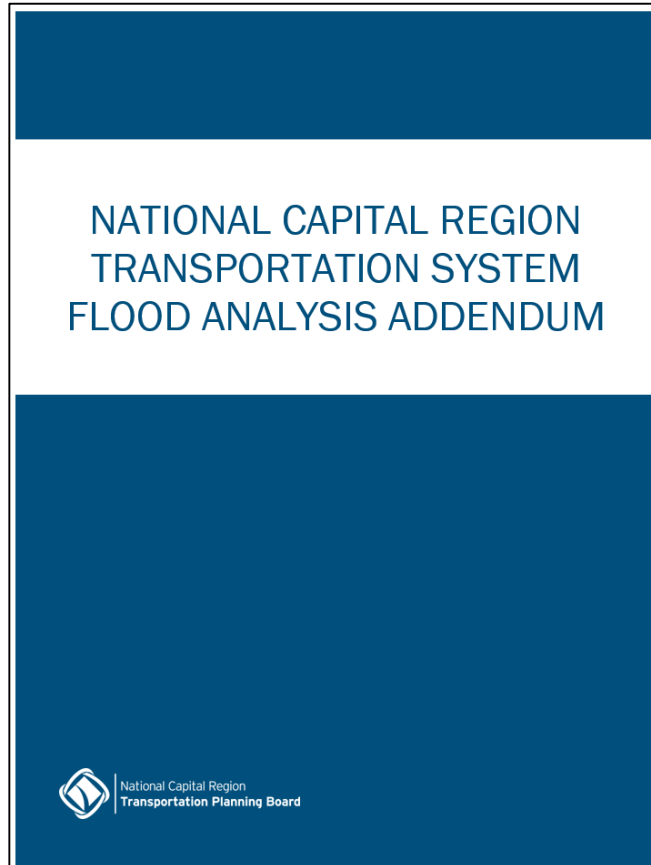 NATIONAL CAPITAL REGION
TRANSPORTATION SYSTEM
FLOOD ANALYSIS ADDENDUM
National Capital Region
Transportation Planning Board